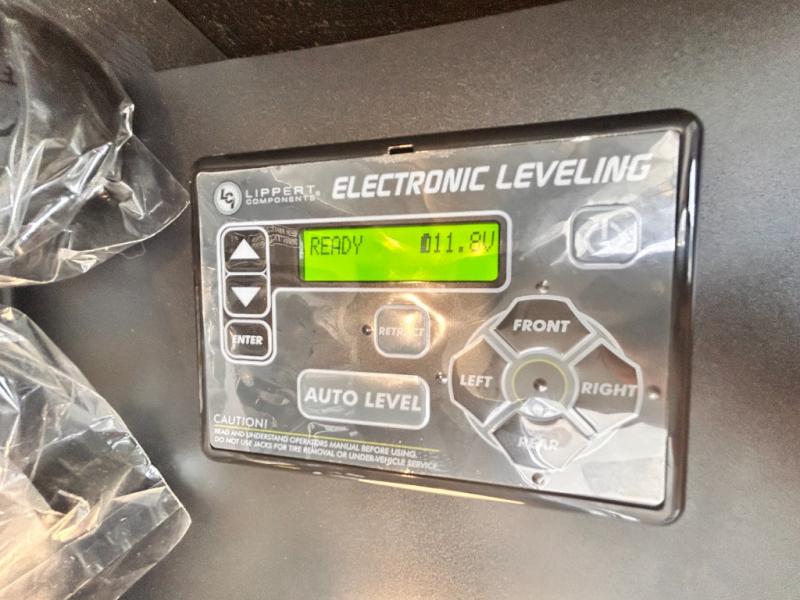 LCI LIPPERT COMPONENTS®
ELECTRONIC LEVELING
READY 11.8V
ENTER
RETRACT
AUTO LEVEL
FRONT
LEFT
RIGHT
REAR
CAUTION!
READ AND UNDERSTAND OPERATORS MANUAL BEFORE USING.
DO NOT USE JACKS FOR TIRE REMOVAL OR UNDER-VEHICLE SERVICE